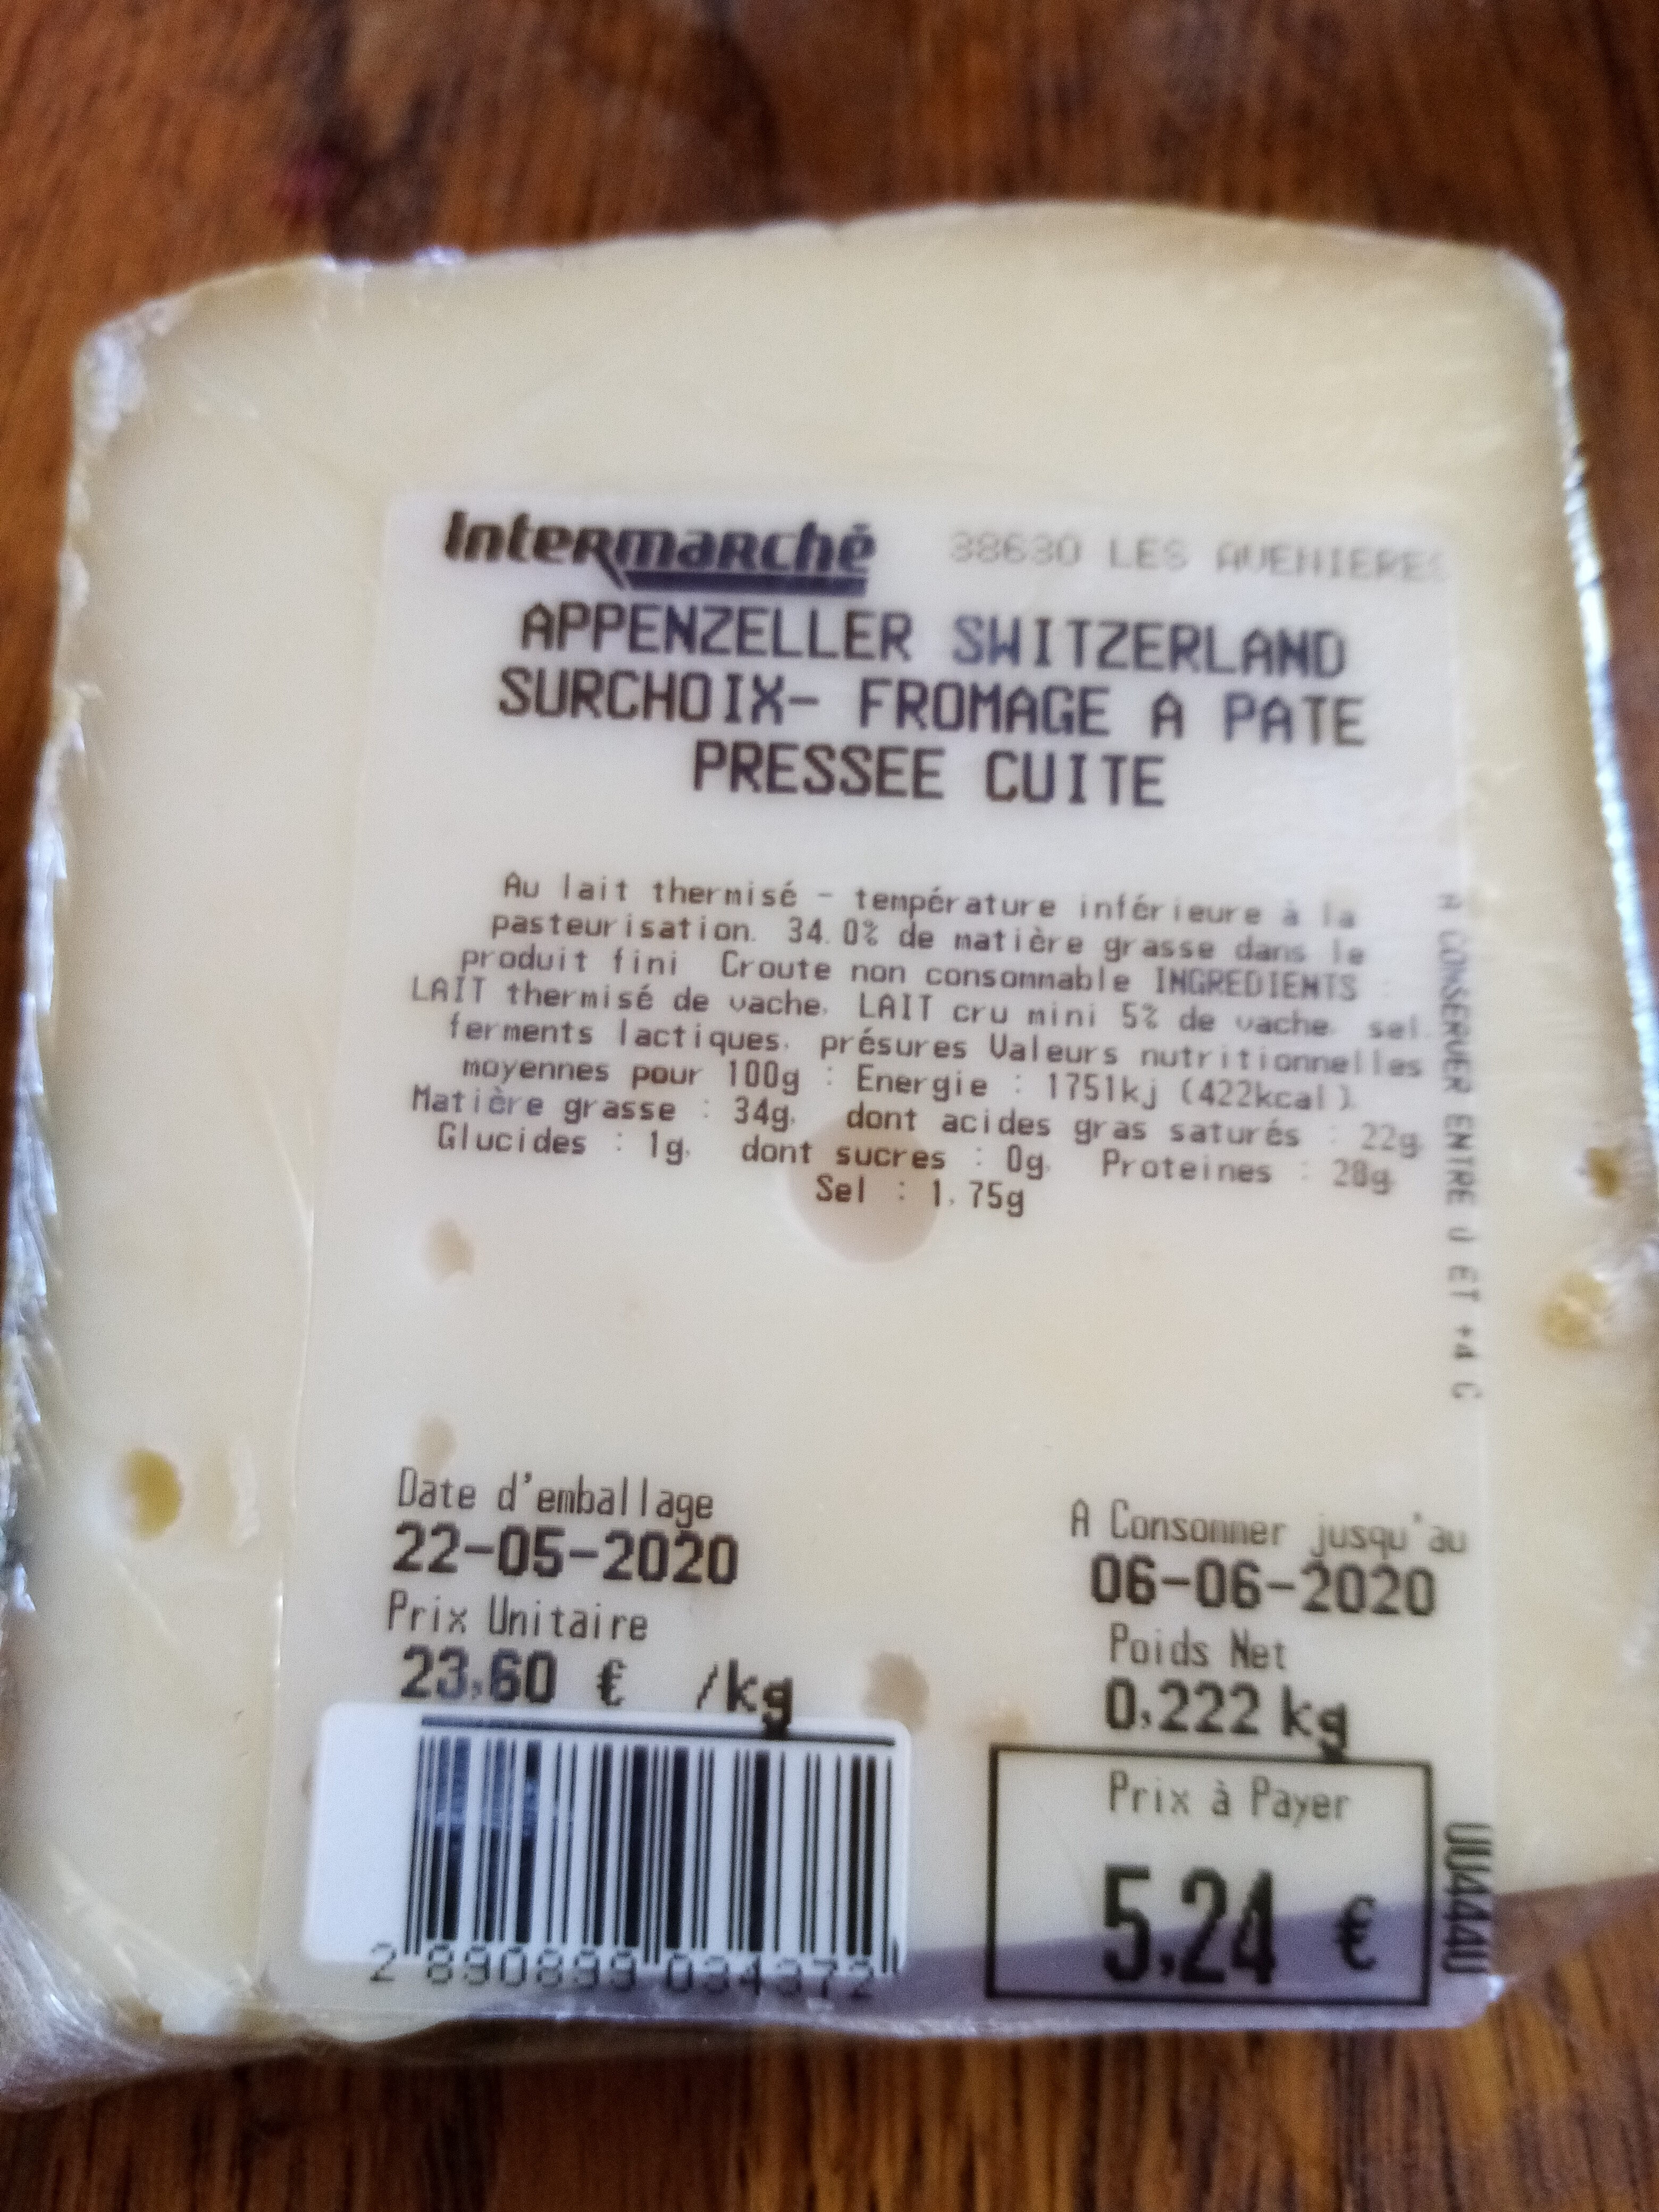 Intermarché 38630 LES AVENIERES
APPENZELLER SWITZERLAND
SURCHOIX- FROMAGE A PATE
PRESSEE CUITE
Au lait thermisé - température inférieure à la
pasteurisation. 34.0% de matière grasse dans le
produit fini Croute non consommable INGREDIENTS :
LAIT thermisé de vache, LAIT cru mini 5% de vache, sel,
ferments lactiques, présures Valeurs nutritionnelles
moyennes pour 100g : Energie : 1751kj (422kcal),
Matière grasse : 34g, dont acides gras saturés : 22g,
Glucides : 1g, dont sucres : 0g, Proteines : 28g,
Sel : 1.75g
A CONSERVER ENTRE 0 ET +4 C
Date d'emballage
22-05-2020
A Consommer jusqu'au
06-06-2020
Prix Unitaire
23,60 € /kg
Poids Net
0,222 kg
Prix à Payer
5,24 €
2 890899 034372